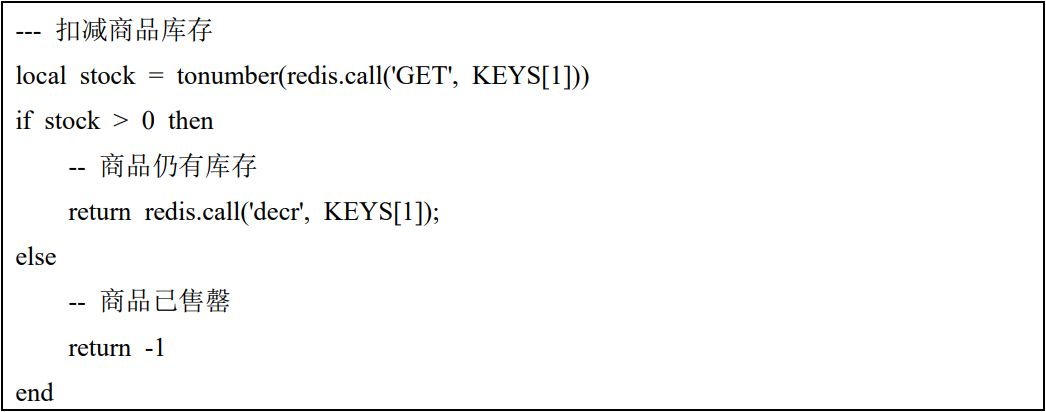 --- 扣减商品库存
local stock = tonumber(redis.call('GET', KEYS[1]))
if stock > 0 then
    -- 商品仍有库存
    return redis.call('decr', KEYS[1]);
else
    -- 商品已售罄
    return -1
end